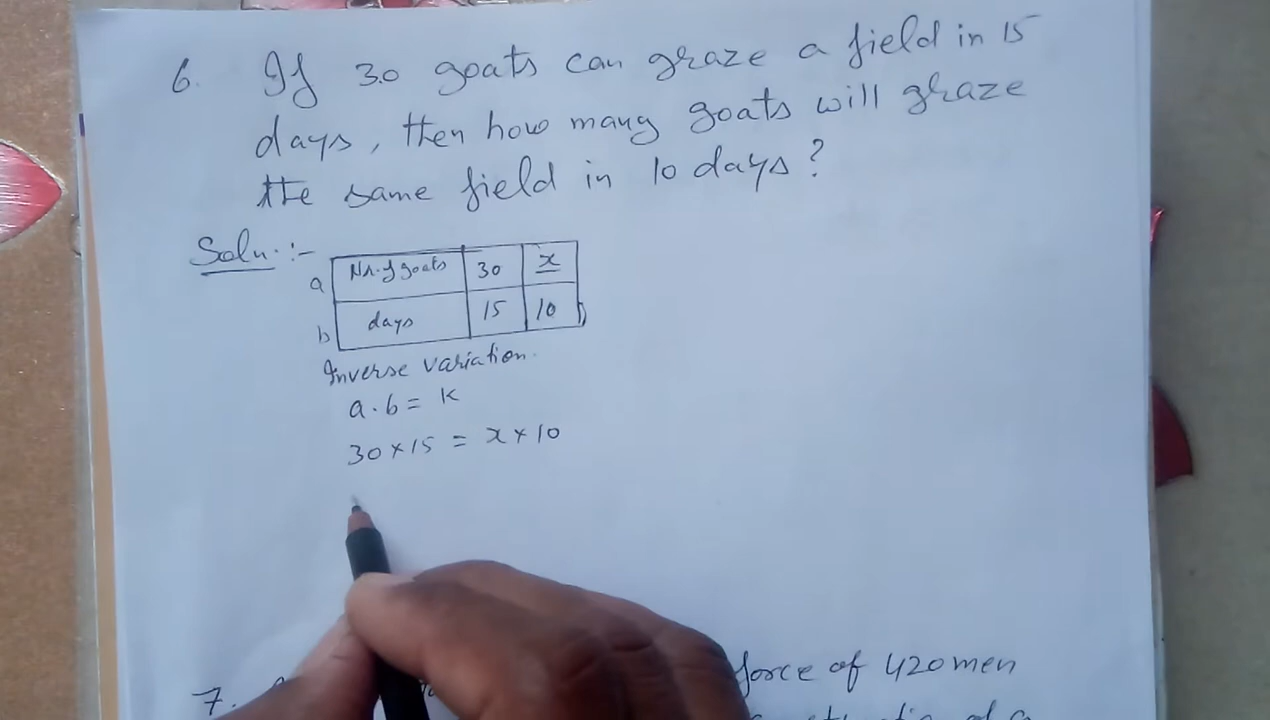 6. If 30 goats can graze a field in 15
days, then how many goats will graze
the same field in 10 days?
Soln.:-
a No. of goats 30 x
b days 15 10
Inverse variation.
a.b = k
30×15 = x×10
7. force of 420 men
of a